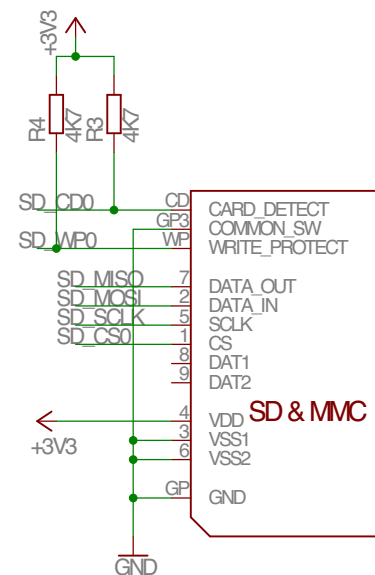 +3V3
R4
4K7
R3
4K7
SD_CD0 CD CARD_DETECT
GP3 COMMON_SW
SD_WP0 WP WRITE_PROTECT
SD_MISO 7 DATA_OUT
SD_MOSI 2 DATA_IN
SD_SCLK 5 SCLK
SD_CS0 1 CS
8 DAT1
9 DAT2
+3V3 4 VDD SD & MMC
3 VSS1
6 VSS2
GP GND
GND